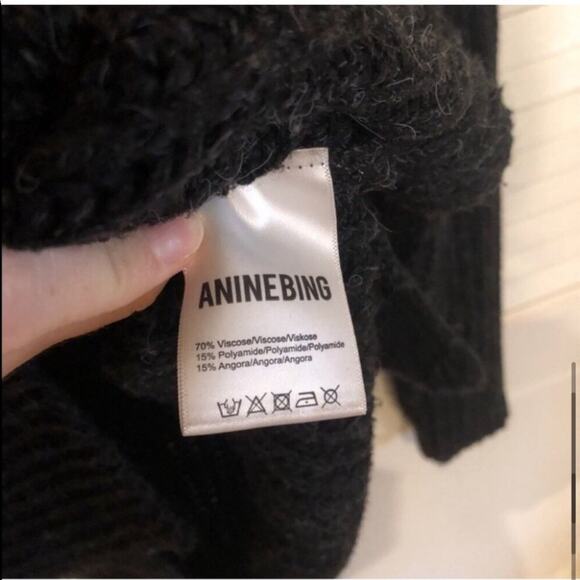 ANINEBING
70% Viscose/Viscose/Viskose
15% Polyamide/Polyamide/Polyamide
15% Angora/Angora/Angora